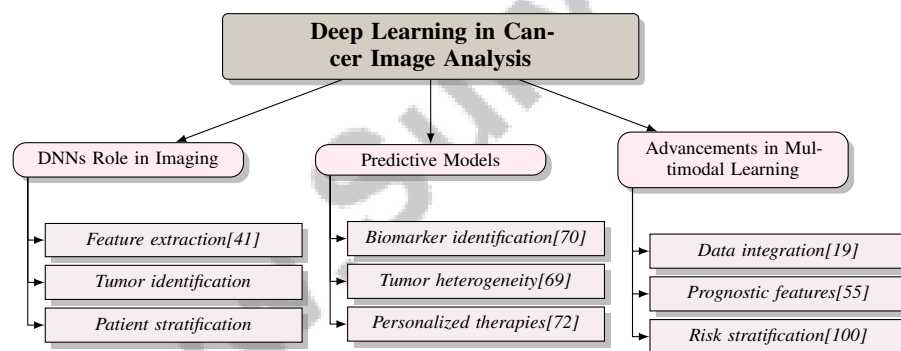 Deep Learning in Can-
cer Image Analysis
DNNs Role in Imaging
Feature extraction[41]
Tumor identification
Patient stratification
Predictive Models
Biomarker identification[70]
Tumor heterogeneity[69]
Personalized therapies[72]
Advancements in Mul-
timodal Learning
Data integration[19]
Prognostic features[55]
Risk stratification[100]